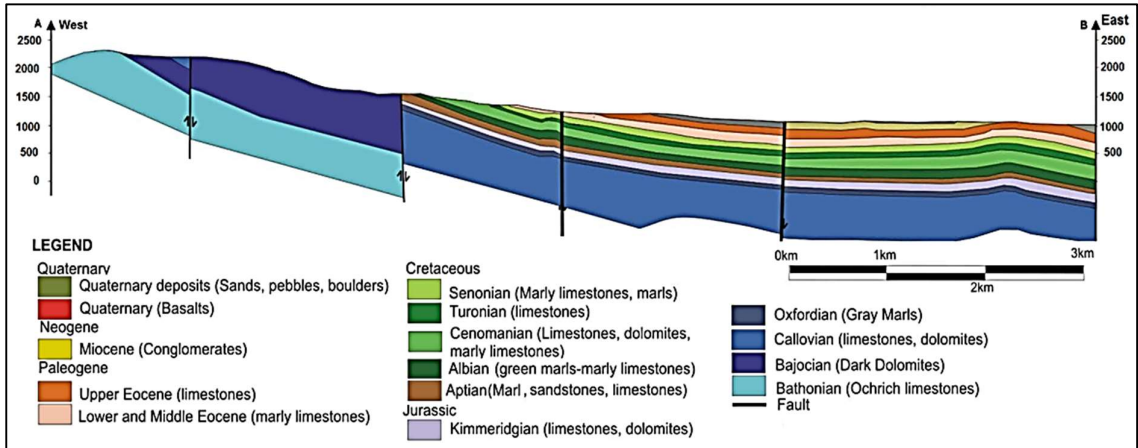 A West
B East
2500
2000
1500
1000
500
0
2500
2000
1500
1000
500
0km 1km 3km
2km
LEGEND
Quaternary
Quaternary deposits (Sands, pebbles, boulders)
Quaternary (Basalts)
Neogene
Miocene (Conglomerates)
Paleogene
Upper Eocene (limestones)
Lower and Middle Eocene (marly limestones)
Cretaceous
Senonian (Marly limestones, marls)
Turonian (limestones)
Cenomanian (Limestones, dolomites,
marly limestones)
Albian (green marls-marly limestones)
Aptian(Marl, sandstones, limestones)
Jurassic
Kimmeridgian (limestones, dolomites)
Oxfordian (Gray Marls)
Callovian (limestones, dolomites)
Bajocian (Dark Dolomites)
Bathonian (Ochrich limestones)
Fault